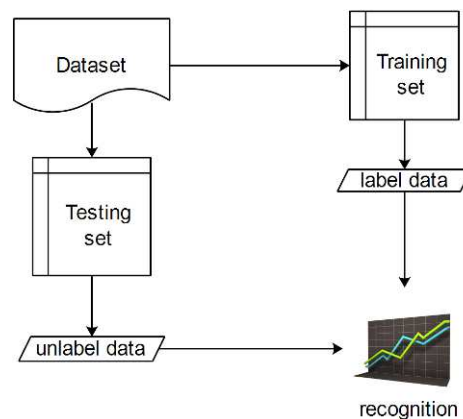 Dataset
Training
set
label data
Testing
set
unlabel data
recognition